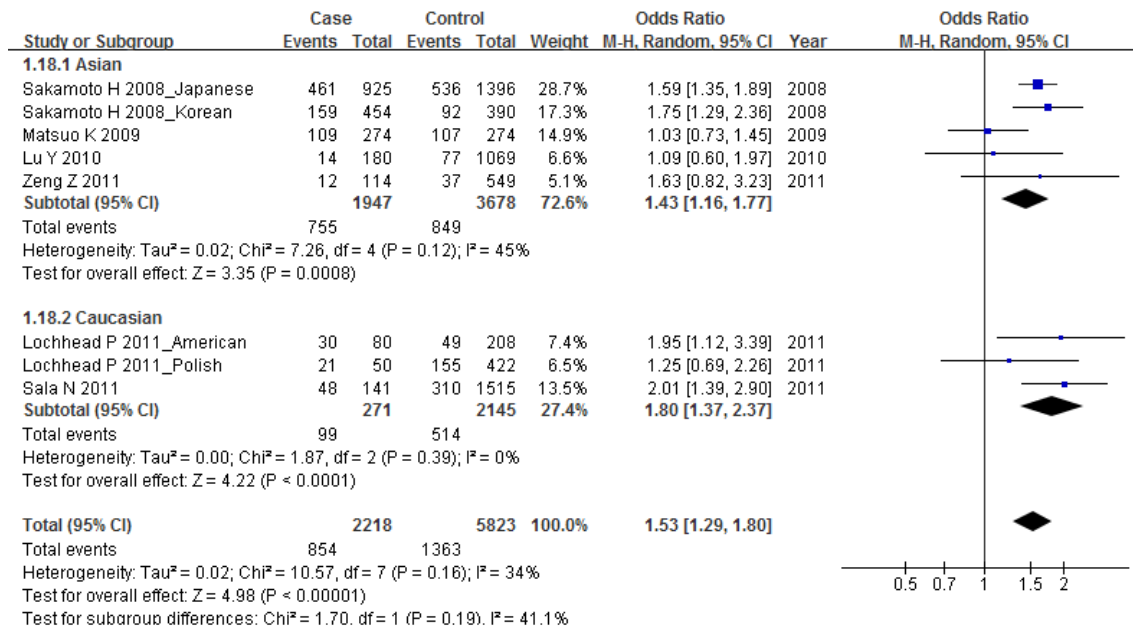 Case Control Odds Ratio Odds Ratio
Study or Subgroup Events Total Events Total Weight M-H, Random, 95% CI Year M-H, Random, 95% CI
1.18.1 Asian
Sakamoto H 2008_Japanese 461 925 536 1396 28.7% 1.59 [1.35, 1.89] 2008
Sakamoto H 2008_Korean 159 454 92 390 17.3% 1.75 [1.29, 2.36] 2008
Matsuo K 2009 109 274 107 274 14.9% 1.03 [0.73, 1.45] 2009
Lu Y 2010 14 180 77 1069 6.6% 1.09 [0.60, 1.97] 2010
Zeng Z 2011 12 114 37 549 5.1% 1.63 [0.82, 3.23] 2011
Subtotal (95% CI) 1947 3678 72.6% 1.43 [1.16, 1.77]
Total events 755 849
Heterogeneity: Tau² = 0.02; Chi² = 7.26, df = 4 (P = 0.12); I² = 45%
Test for overall effect: Z = 3.35 (P = 0.0008)
1.18.2 Caucasian
Lochhead P 2011_American 30 80 49 208 7.4% 1.95 [1.12, 3.39] 2011
Lochhead P 2011_Polish 21 50 155 422 6.5% 1.25 [0.69, 2.26] 2011
Sala N 2011 48 141 310 1515 13.5% 2.01 [1.39, 2.90] 2011
Subtotal (95% CI) 271 2145 27.4% 1.80 [1.37, 2.37]
Total events 99 514
Heterogeneity: Tau² = 0.00; Chi² = 1.87, df = 2 (P = 0.39); I² = 0%
Test for overall effect: Z = 4.22 (P < 0.0001)
Total (95% CI) 2218 5823 100.0% 1.53 [1.29, 1.80]
Total events 854 1363
Heterogeneity: Tau² = 0.02; Chi² = 10.57, df = 7 (P = 0.16); I² = 34%
0.5 0.7 1 1.5 2
Test for overall effect: Z = 4.98 (P < 0.00001)
Test for subgroup differences: Chi² = 1.70, df = 1 (P = 0.19), I² = 41.1%